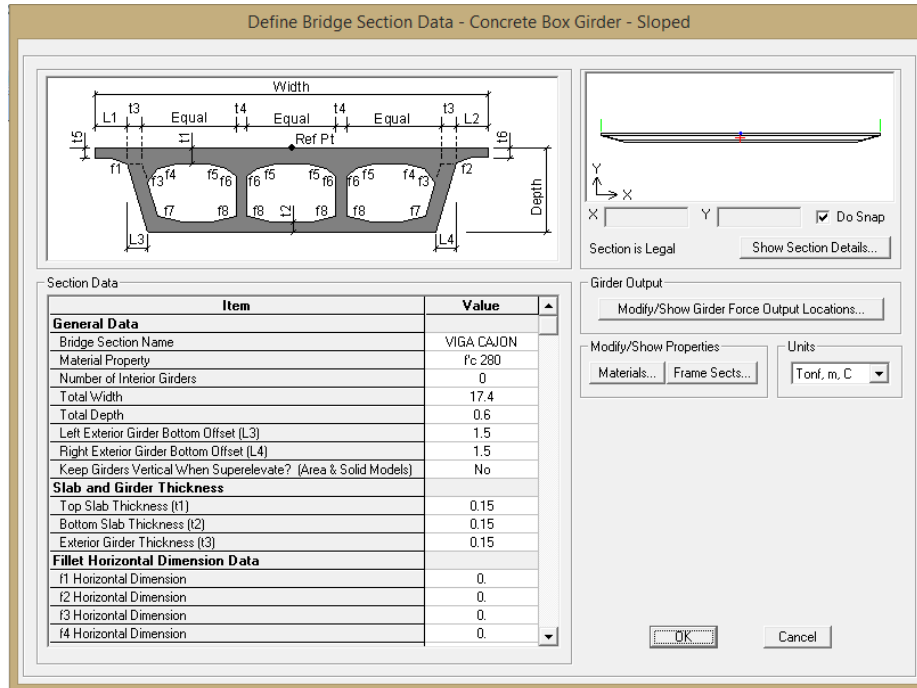 Define Bridge Section Data - Concrete Box Girder - Sloped
Width
L1 t3 Equal t4 Equal t4 Equal t3 L2
t5 t1 Ref Pt t6
f1 f3 f4 f5 f6 f6 f5 f5 f6 f6 f5 f4 f3 f2
f7 f8 f8 t2 f8 f8 f7
Depth
L3 L4
Y
X
X Y Do Snap
Section is Legal Show Section Details...
Section Data
Item Value
General Data
Bridge Section Name VIGA CAJON
Material Property f'c 280
Number of Interior Girders 0
Total Width 17.4
Total Depth 0.6
Left Exterior Girder Bottom Offset (L3) 1.5
Right Exterior Girder Bottom Offset (L4) 1.5
Keep Girders Vertical When Superelevate? (Area & Solid Models) No
Slab and Girder Thickness
Top Slab Thickness (t1) 0.15
Bottom Slab Thickness (t2) 0.15
Exterior Girder Thickness (t3) 0.15
Fillet Horizontal Dimension Data
f1 Horizontal Dimension 0.
f2 Horizontal Dimension 0.
f3 Horizontal Dimension 0.
f4 Horizontal Dimension 0.
Girder Output
Modify/Show Girder Force Output Locations...
Modify/Show Properties
Materials... Frame Sects...
Units
Tonf, m, C
OK Cancel